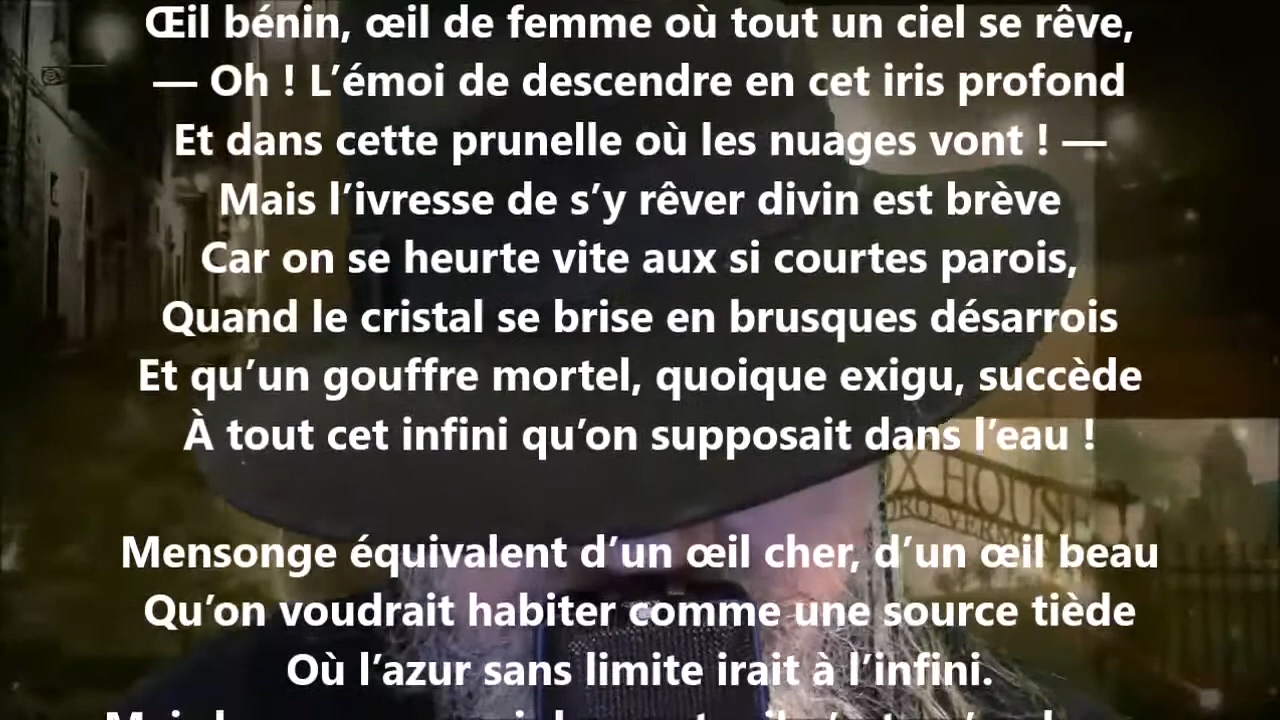 Œil bénin, œil de femme où tout un ciel se rêve,
— Oh ! L’émoi de descendre en cet iris profond
Et dans cette prunelle où les nuages vont ! —
Mais l’ivresse de s’y rêver divin est brève
Car on se heurte vite aux si courtes parois,
Quand le cristal se brise en brusques désarrois
Et qu’un gouffre mortel, quoique exigu, succède
À tout cet infini qu’on supposait dans l’eau !
X HOUSE
Mensonge équivalent d’un œil cher, d’un œil beau
Qu’on voudrait habiter comme une source tiède
Où l’azur sans limite irait à l’infini.